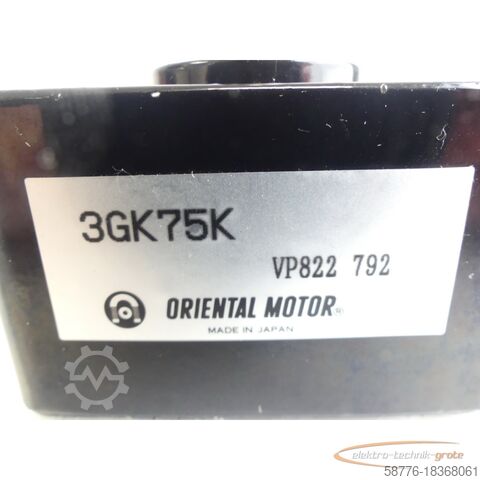 3GK75K
VP822 792
ORIENTAL MOTOR®
MADE IN JAPAN
elektro-technik-grote
58776-18368061